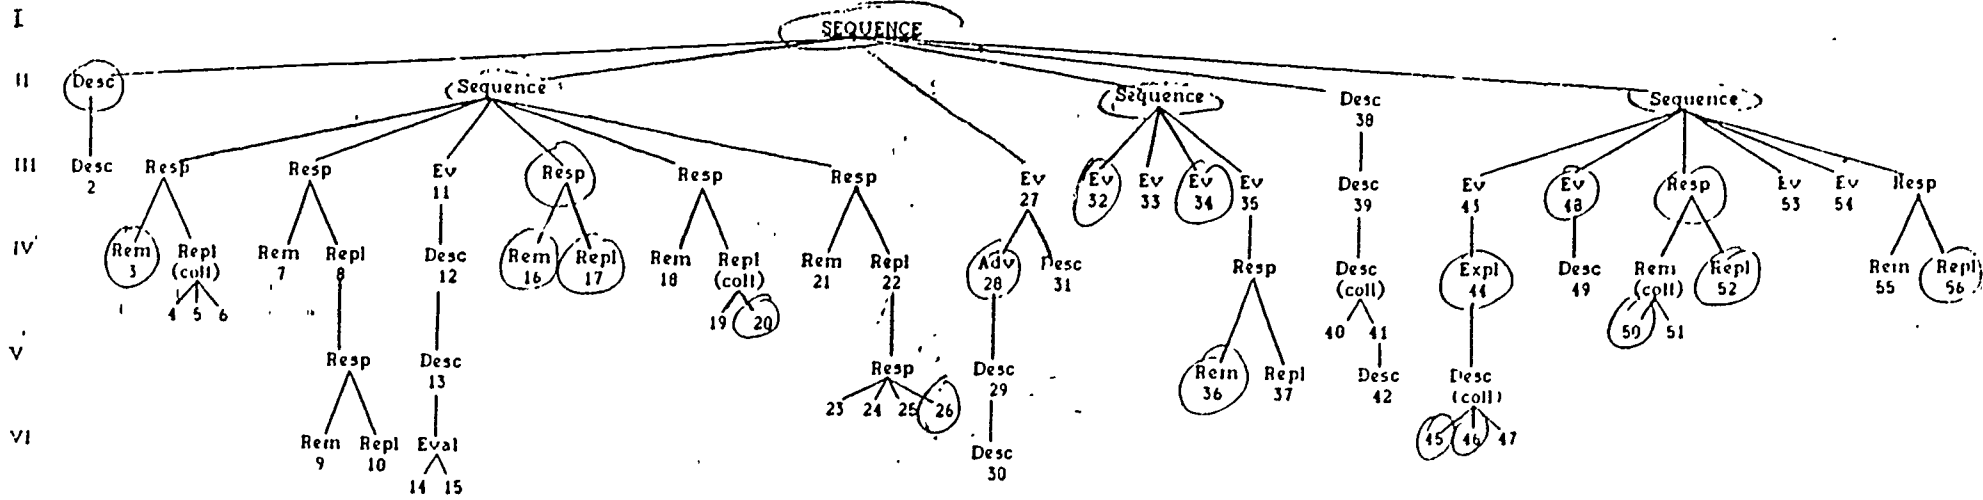 I
SEQUENCE
II Desc Sequence Sequence Desc Sequence
38
III Desc Resp Resp Ev Resp Resp Resp Ev Ev Ev Ev Ev Desc Ev Ev Resp Ev Ev Resp
2 11 27 32 33 34 35 39 43 48 53 54
IV Rem Repl Rem Repl Desc Rem Repl Rem Repl Rem Repl Adv Desc Resp Desc Expl Desc Rem Repl Rem Repl
3 (coll) 7 8 12 16 17 18 (coll) 21 22 28 31 (coll) 44 49 (coll) 52 55 56
4 5 6 19 20 40 41 50 51
V Resp Desc Resp Desc Rem Repl Desc Desc
13 23 24 25 26 29 36 37 42 (coll)
VI Rem Repl Eval Desc 45 46 47
9 10 30
14 15